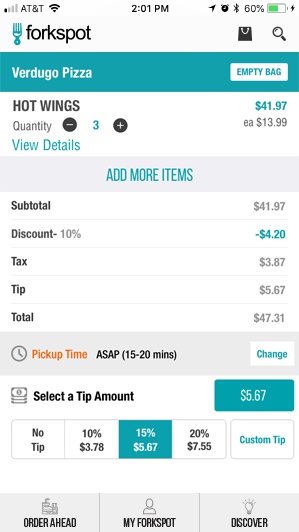 AT&T 2:01 PM 60%
forkspot
Verdugo Pizza EMPTY BAG
HOT WINGS $41.97
Quantity 3 ea $13.99
View Details
ADD MORE ITEMS
Subtotal $41.97
Discount- 10% -$4.20
Tax $3.87
Tip $5.67
Total $47.31
Pickup Time ASAP (15-20 mins) Change
Select a Tip Amount $5.67
No Tip 10% $3.78 15% $5.67 20% $7.55 Custom Tip
ORDER AHEAD MY FORKSPOT DISCOVER